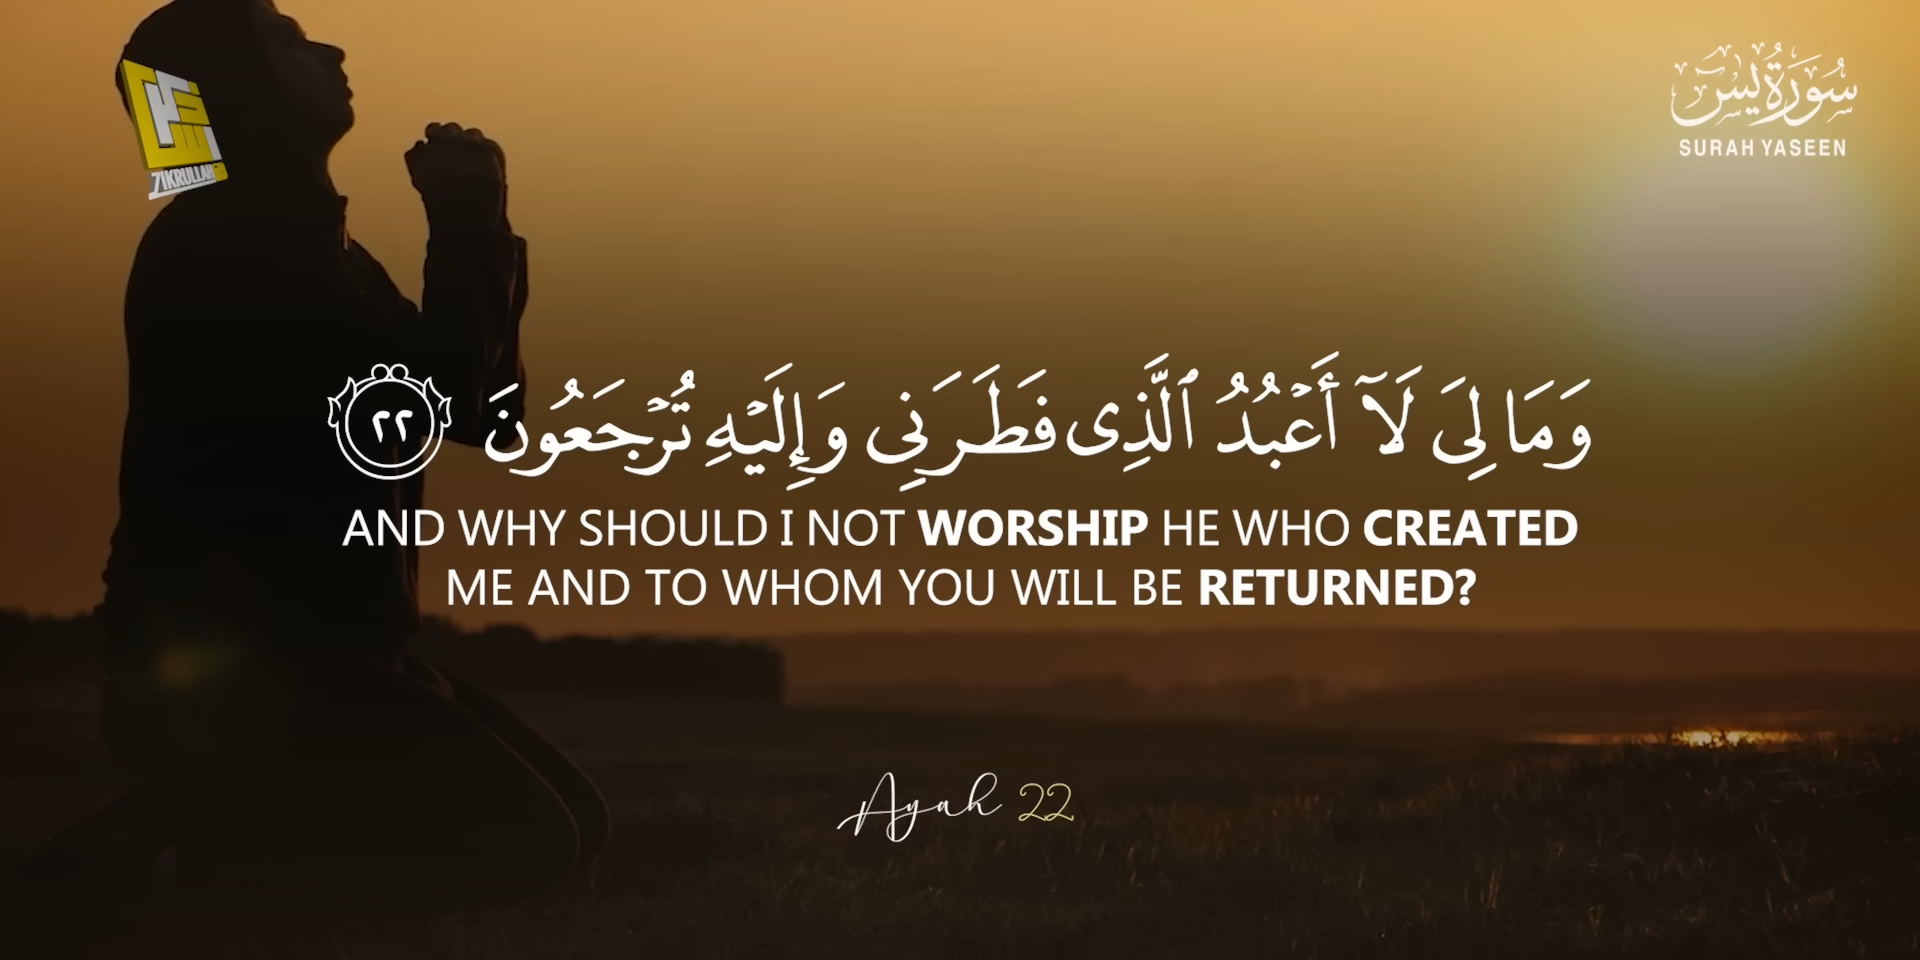 سُورَةُ يٰسٓ
SURAH YASEEN
ZIKRULLAH
وَمَا لِيَ لَآ أَعْبُدُ ٱلَّذِى فَطَرَنِى وَإِلَيْهِ تُرْجَعُونَ ٢٢
AND WHY SHOULD I NOT WORSHIP HE WHO CREATED
ME AND TO WHOM YOU WILL BE RETURNED?
Ayah 22